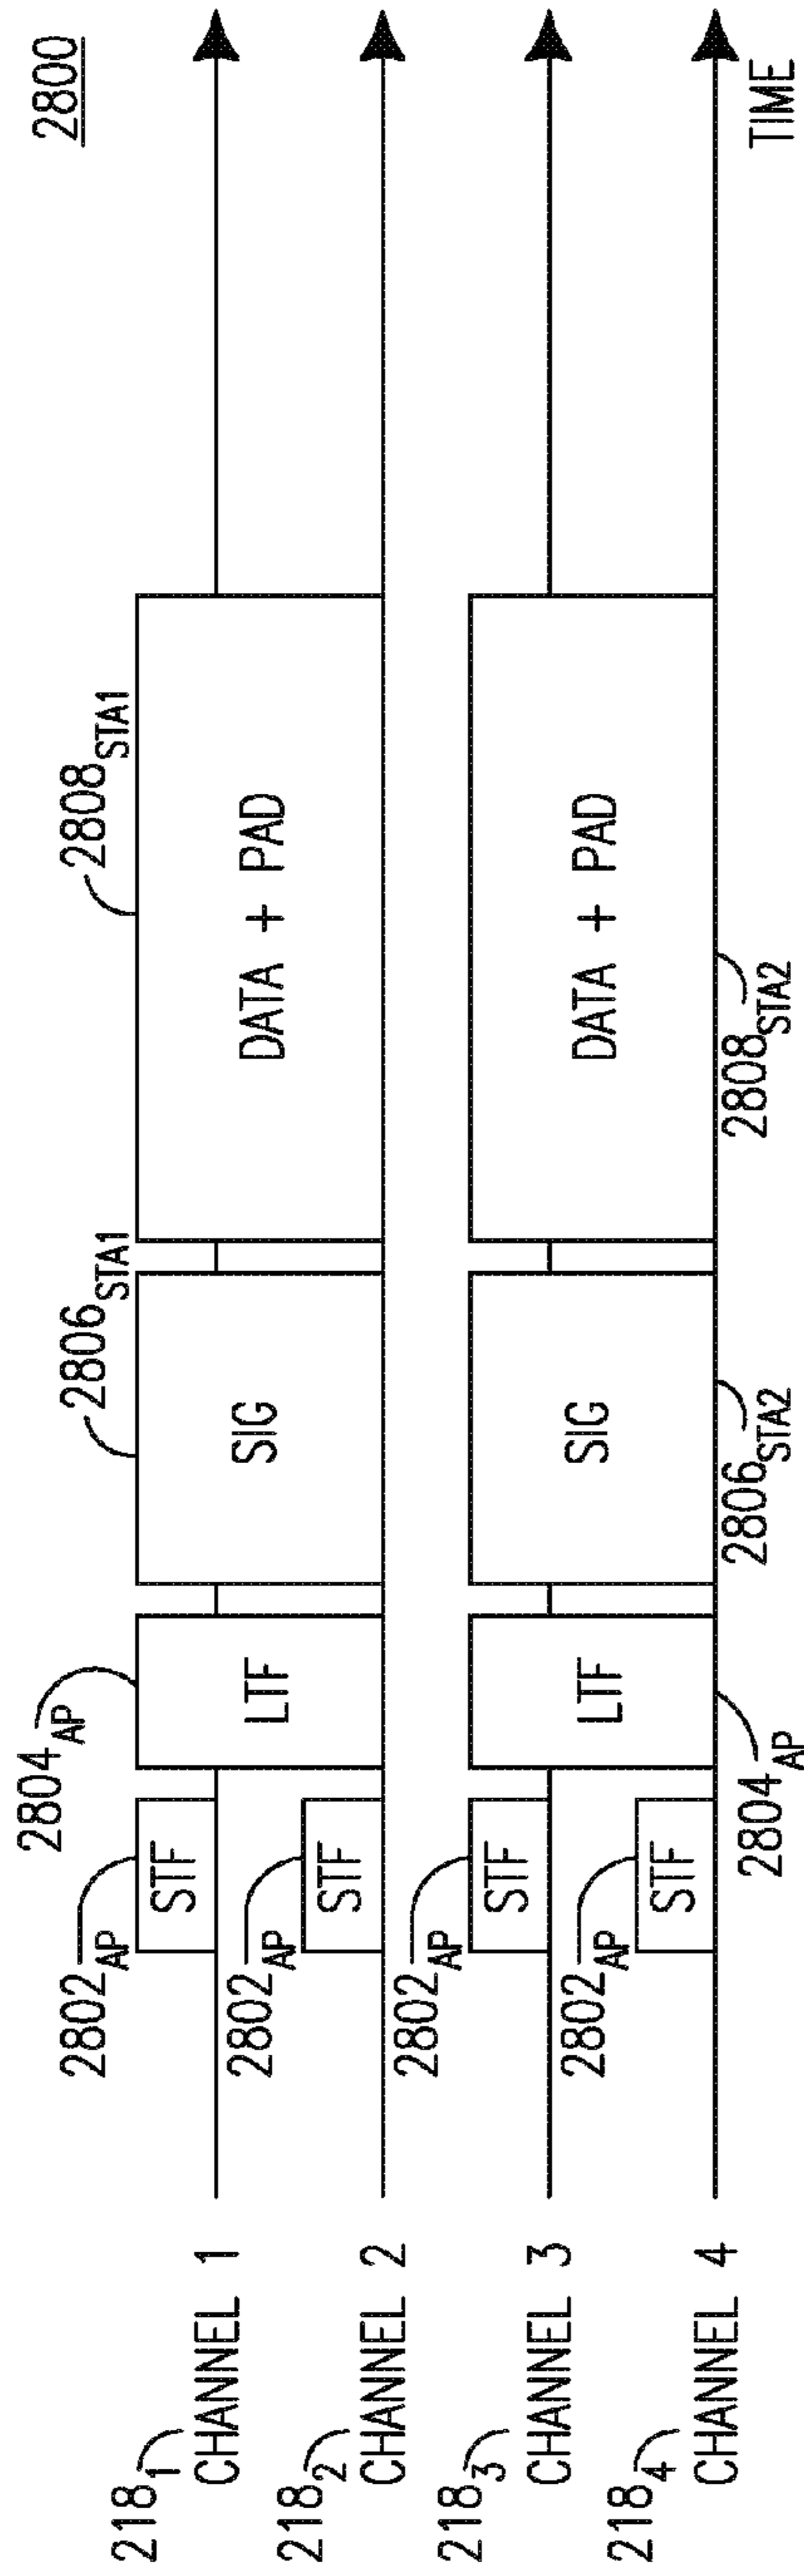 2800
2804AP
2806STA1
2808STA1
2802AP
2181
CHANNEL 1
STF
LTF
SIG
DATA + PAD
2802AP
2182
CHANNEL 2
STF
2802AP
2183
CHANNEL 3
STF
LTF
SIG
DATA + PAD
2802AP
2184
CHANNEL 4
STF
2804AP
2806STA2
2808STA2
TIME